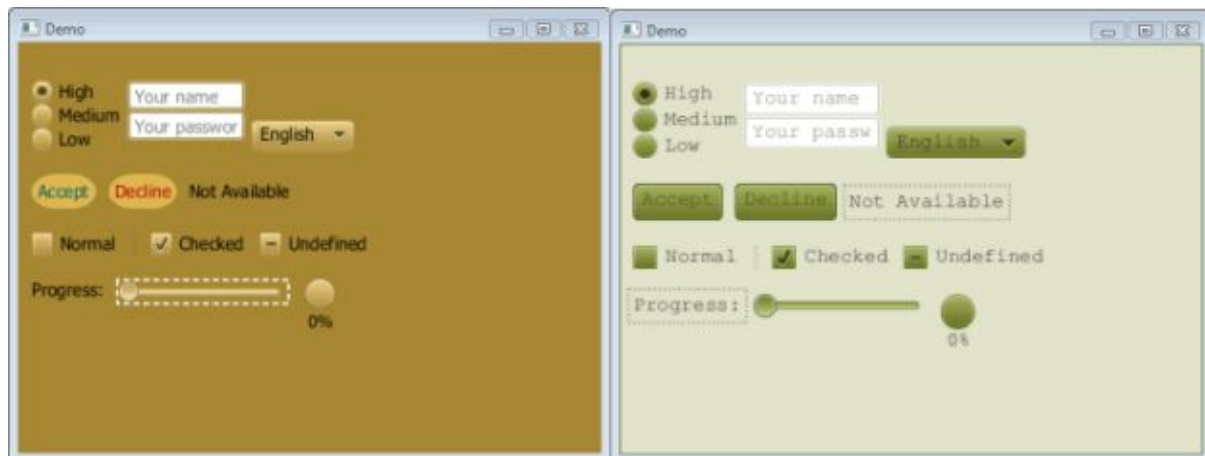 Demo
High
Your name
Medium
Your passwor
English
Low
Accept Decline Not Available
Normal Checked Undefined
Progress:
0%
Demo
High
Your name
Medium
Your passw
English
Low
Accept Decline Not Available
Normal Checked Undefined
Progress:
0%